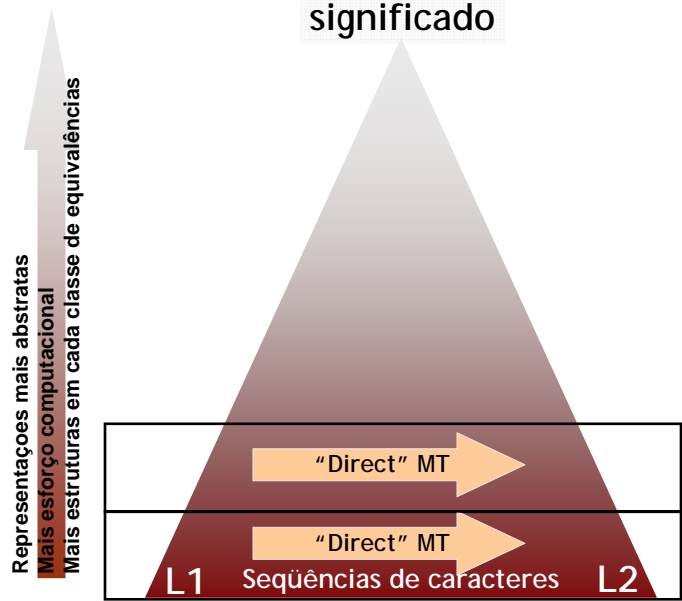 significado
Representaçoes mais abstratas
Mais esforço computacional
Mais estruturas em cada classe de equivalências
“Direct” MT
“Direct” MT
L1 Seqüências de caracteres L2